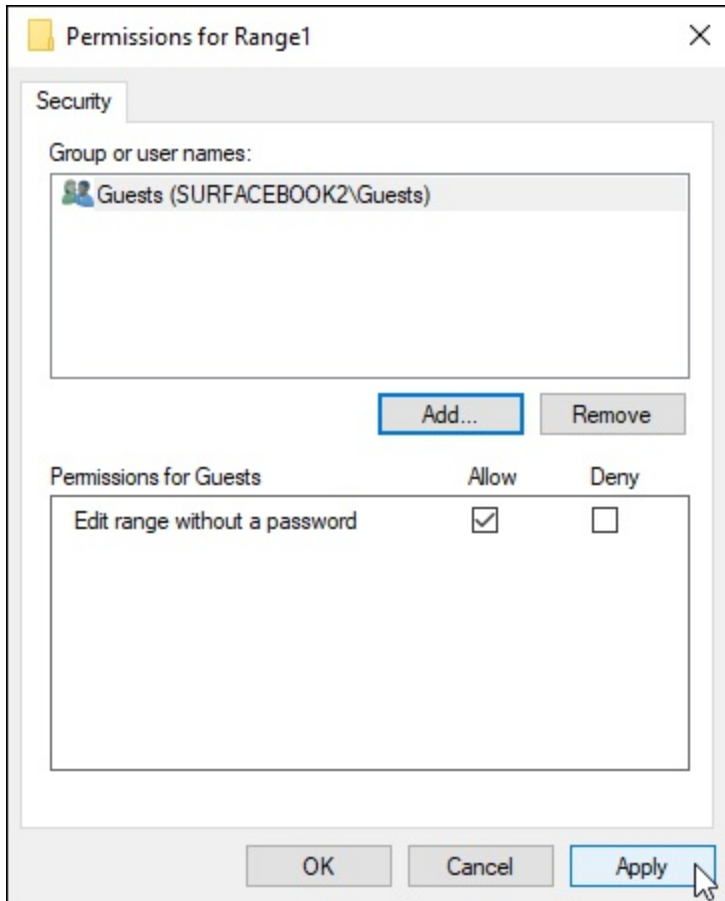 Permissions for Range1
Security
Group or user names:
Guests (SURFACEBOOK2\Guests)
Add... Remove
Permissions for Guests Allow Deny
Edit range without a password
OK Cancel Apply